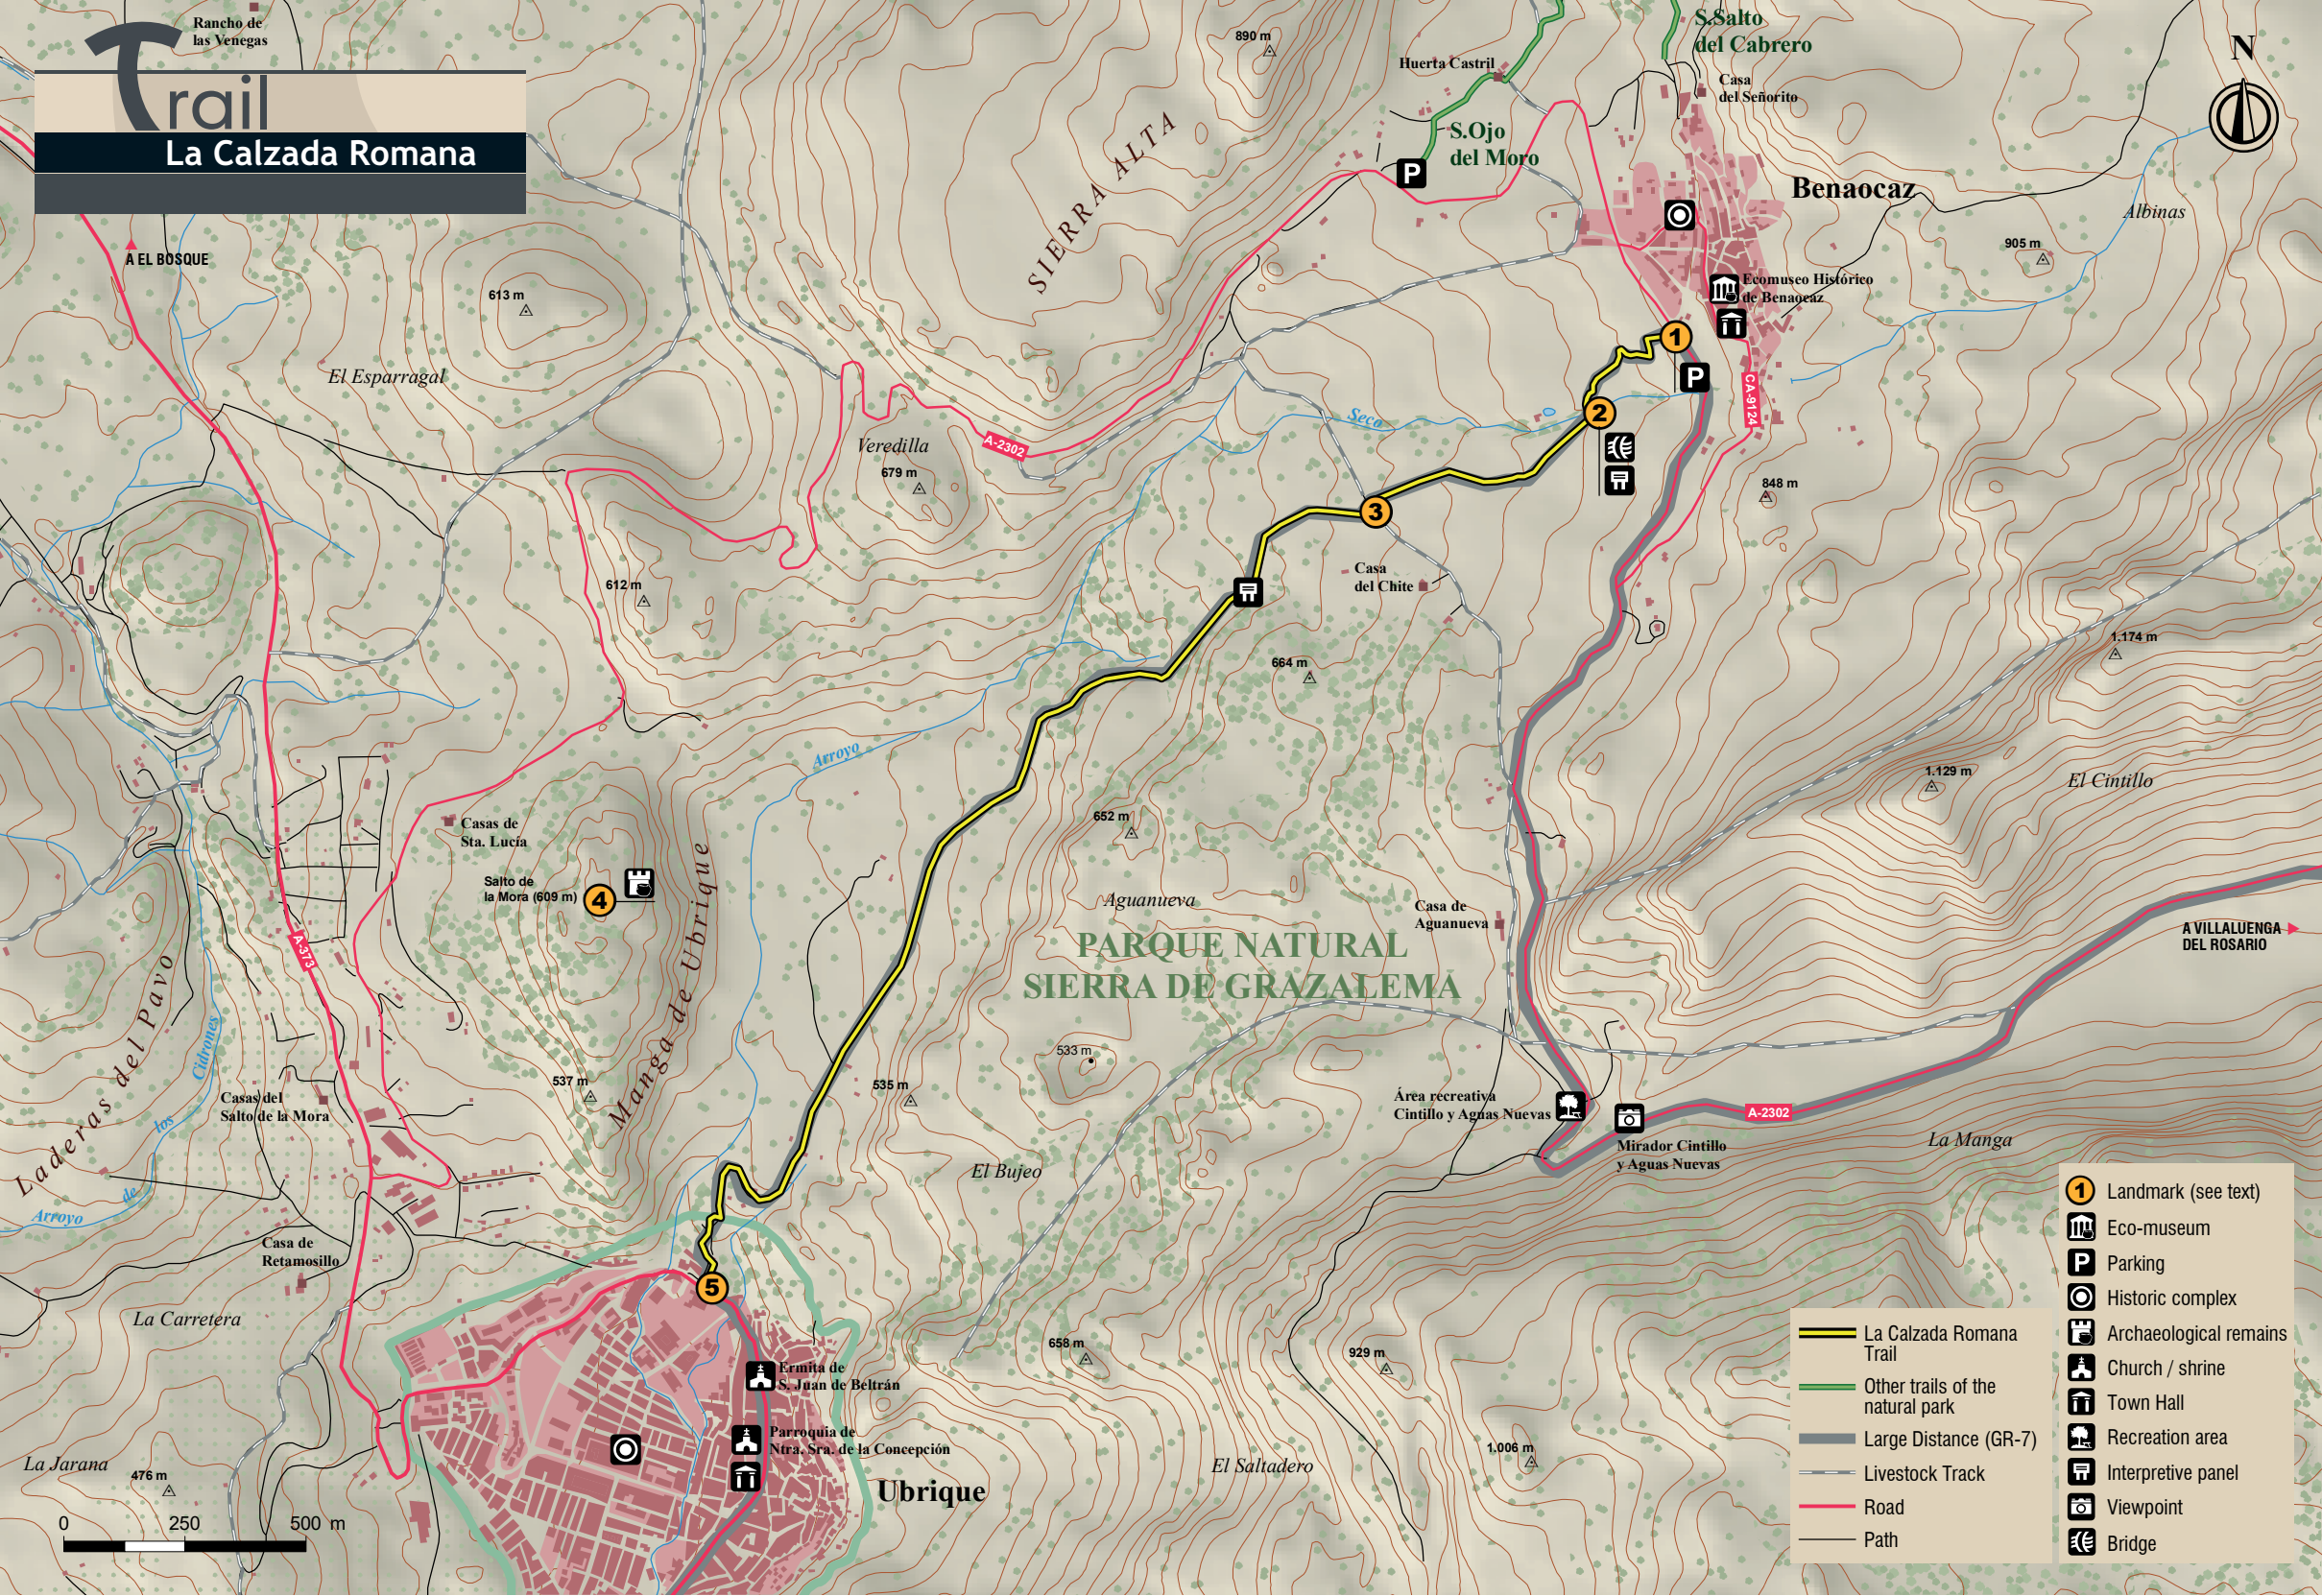 Trail
La Calzada Romana
Rancho de
las Venegas
A EL BOSQUE
613 m
El Esparragal
890 m
SIERRA ALTA
Huerta Castril
S.Ojo
del Moro
P
S.Salto
del Cabrero
Casa
del Señorito
N
Benaocaz
Albinas
905 m
Ecomuseo Histórico
de Benaocaz
1
P
CA-9124
2
Seco
Veredilla
679 m
A-2302
848 m
3
Casa
del Chite
612 m
664 m
1.174 m
Arroyo
1.129 m
El Cintillo
652 m
Casas de
Sta. Lucía
Salto de
la Mora (609 m)
4
Manga de Ubrique
Aguanueva
Casa de
Aguanueva
PARQUE NATURAL
SIERRA DE GRAZALEMA
A VILLALUENGA
DEL ROSARIO
A-373
Laderas del Pavo
Arroyo
de
los
Cidrones
533 m
537 m
535 m
Casas del
Salto de la Mora
Área recreativa
Cintillo y Aguas Nuevas
A-2302
Mirador Cintillo
y Aguas Nuevas
La Manga
El Bujeo
Casa de
Retamosillo
La Carretera
5
658 m
929 m
Ermita de
S. Juan de Beltrán
Parroquia de
Ntra. Sra. de la Concepción
Ubrique
El Saltadero
1.006 m
La Jarana
476 m
0 250 500 m
La Calzada Romana
Trail
Other trails of the
natural park
Large Distance (GR-7)
Livestock Track
Road
Path
1 Landmark (see text)
Eco-museum
P Parking
Historic complex
Archaeological remains
Church / shrine
Town Hall
Recreation area
Interpretive panel
Viewpoint
Bridge